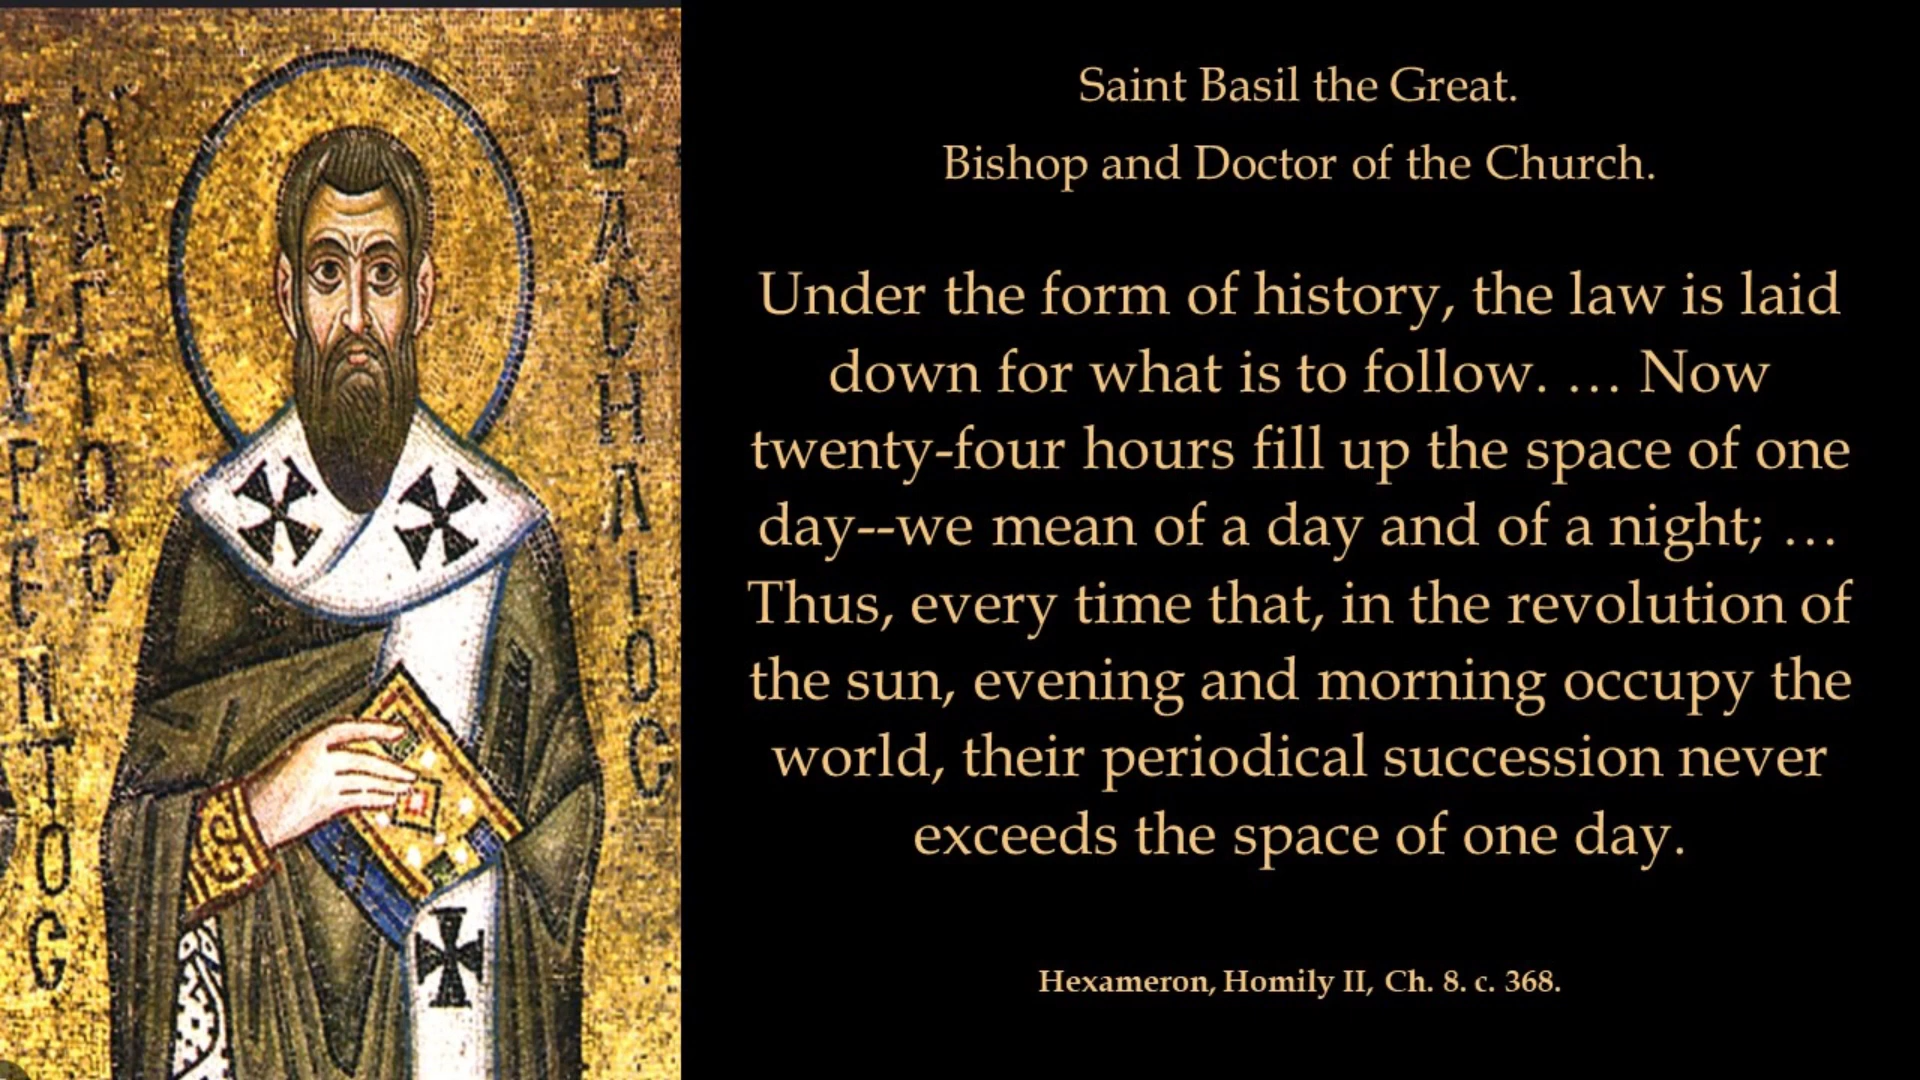 Saint Basil the Great.
Bishop and Doctor of the Church.
Under the form of history, the law is laid
down for what is to follow. … Now
twenty-four hours fill up the space of one
day--we mean of a day and of a night; …
Thus, every time that, in the revolution of
the sun, evening and morning occupy the
world, their periodical succession never
exceeds the space of one day.
Hexameron, Homily II, Ch. 8. c. 368.
Ο
ΑΓΙΟC
ΒΑCΗΛΙΟC